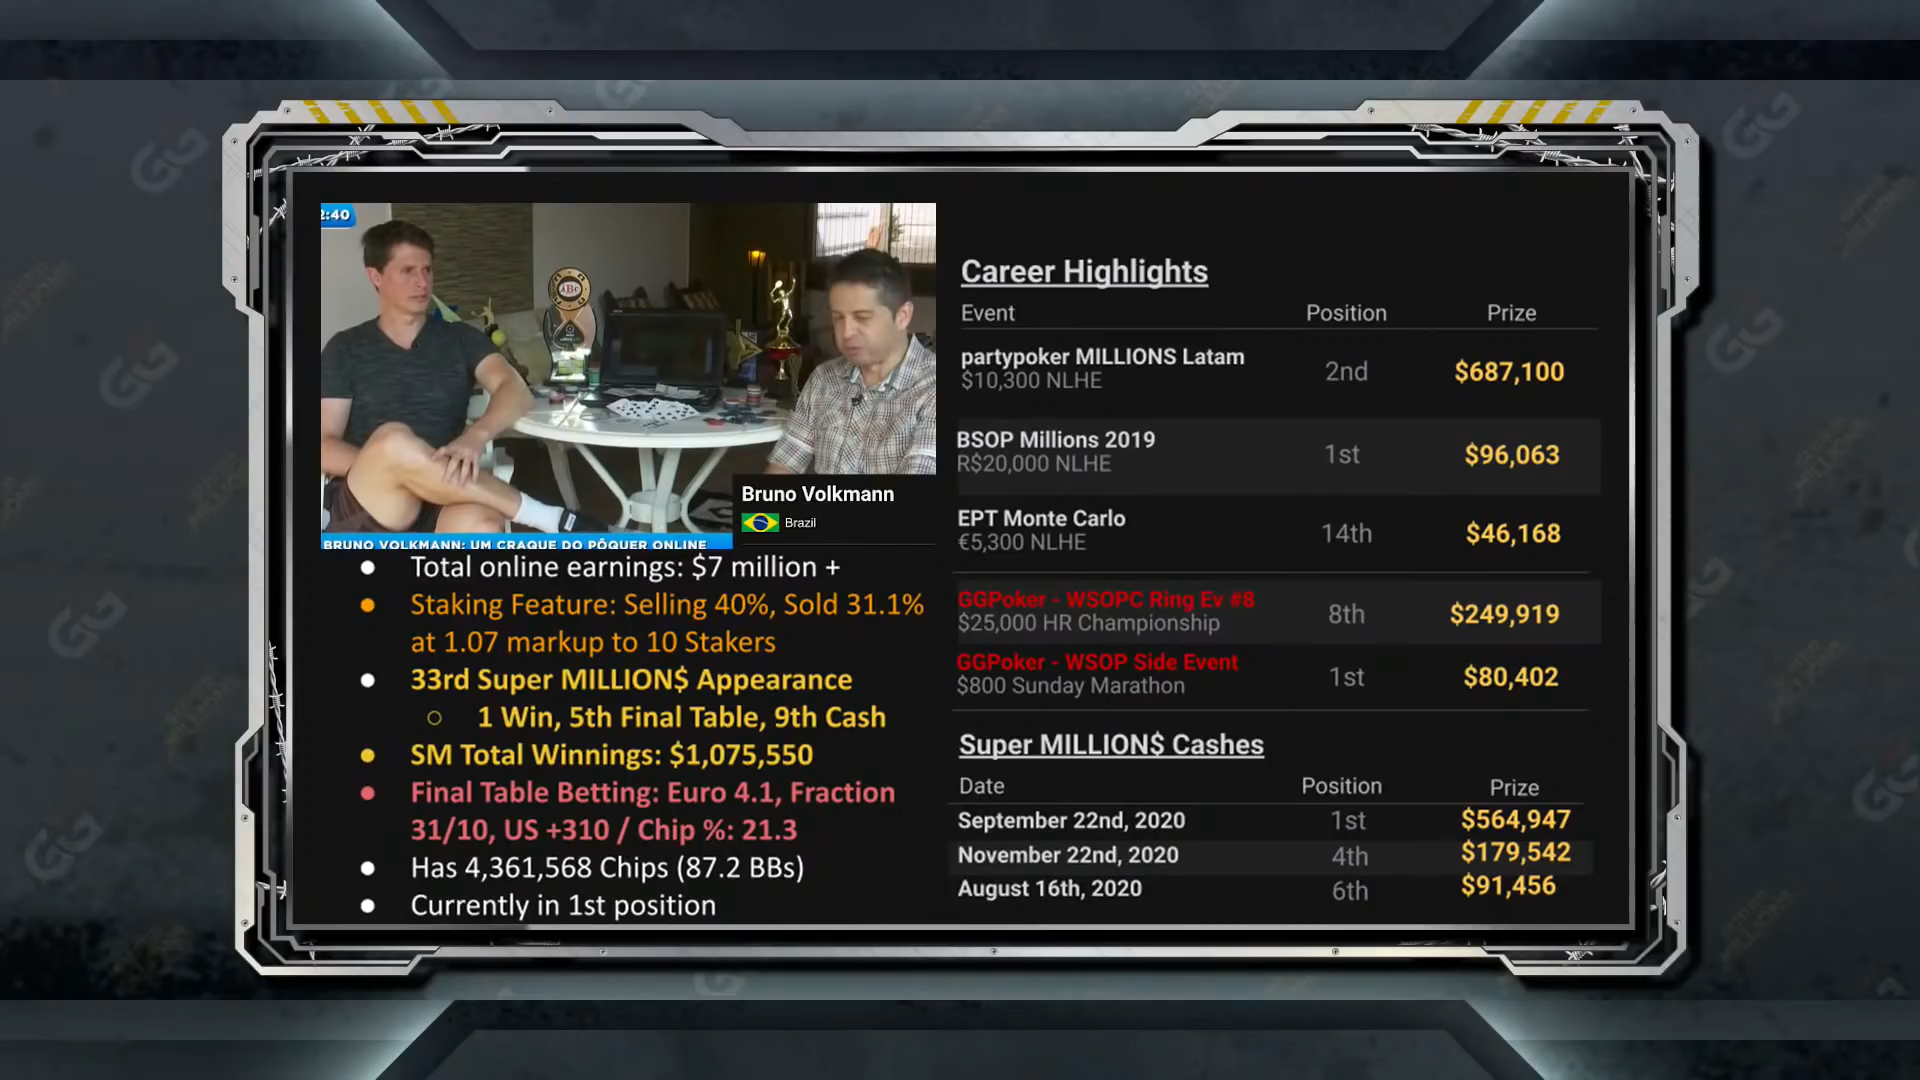 2:40
ABC
Bruno Volkmann
Brazil
BRUNO VOLKMANN: UM CRAQUE DO PÔQUER ONLINE
Total online earnings: $7 million +
Staking Feature: Selling 40%, Sold 31.1%
at 1.07 markup to 10 Stakers
33rd Super MILLION$ Appearance
1 Win, 5th Final Table, 9th Cash
SM Total Winnings: $1,075,550
Final Table Betting: Euro 4.1, Fraction
31/10, US +310 / Chip %: 21.3
Has 4,361,568 Chips (87.2 BBs)
Currently in 1st position
Career Highlights
Event Position Prize
partypoker MILLIONS Latam
$10,300 NLHE 2nd $687,100
BSOP Millions 2019
R$20,000 NLHE 1st $96,063
EPT Monte Carlo
€5,300 NLHE 14th $46,168
GGPoker - WSOPC Ring Ev #8
$25,000 HR Championship 8th $249,919
GGPoker - WSOP Side Event
$800 Sunday Marathon 1st $80,402
Super MILLION$ Cashes
Date Position Prize
September 22nd, 2020 1st $564,947
November 22nd, 2020 4th $179,542
August 16th, 2020 6th $91,456